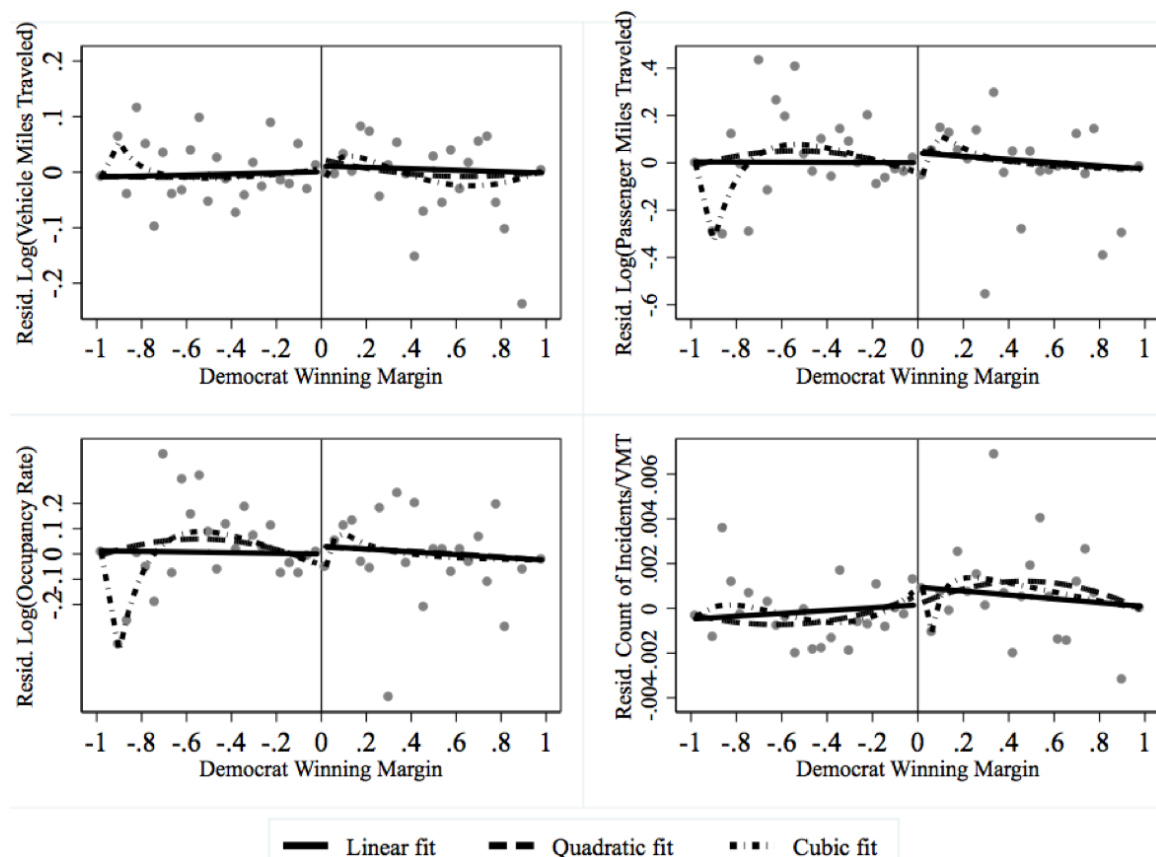 Resid. Log(Vehicle Miles Traveled)
.2
.1
0
-.1
-.2
-1 -.8 -.6 -.4 -.2 0 .2 .4 .6 .8 1
Democrat Winning Margin
Resid. Log(Passenger Miles Traveled)
.4
.2
0
-.2
-.4
-.6
-1 -.8 -.6 -.4 -.2 0 .2 .4 .6 .8 1
Democrat Winning Margin
Resid. Log(Occupancy Rate)
-.2 -.1 0 .1 .2
-1 -.8 -.6 -.4 -.2 0 .2 .4 .6 .8 1
Democrat Winning Margin
Resid. Count of Incidents/VMT
-.004 -.002 0 .002 .004 .006
-1 -.8 -.6 -.4 -.2 0 .2 .4 .6 .8 1
Democrat Winning Margin
Linear fit Quadratic fit Cubic fit